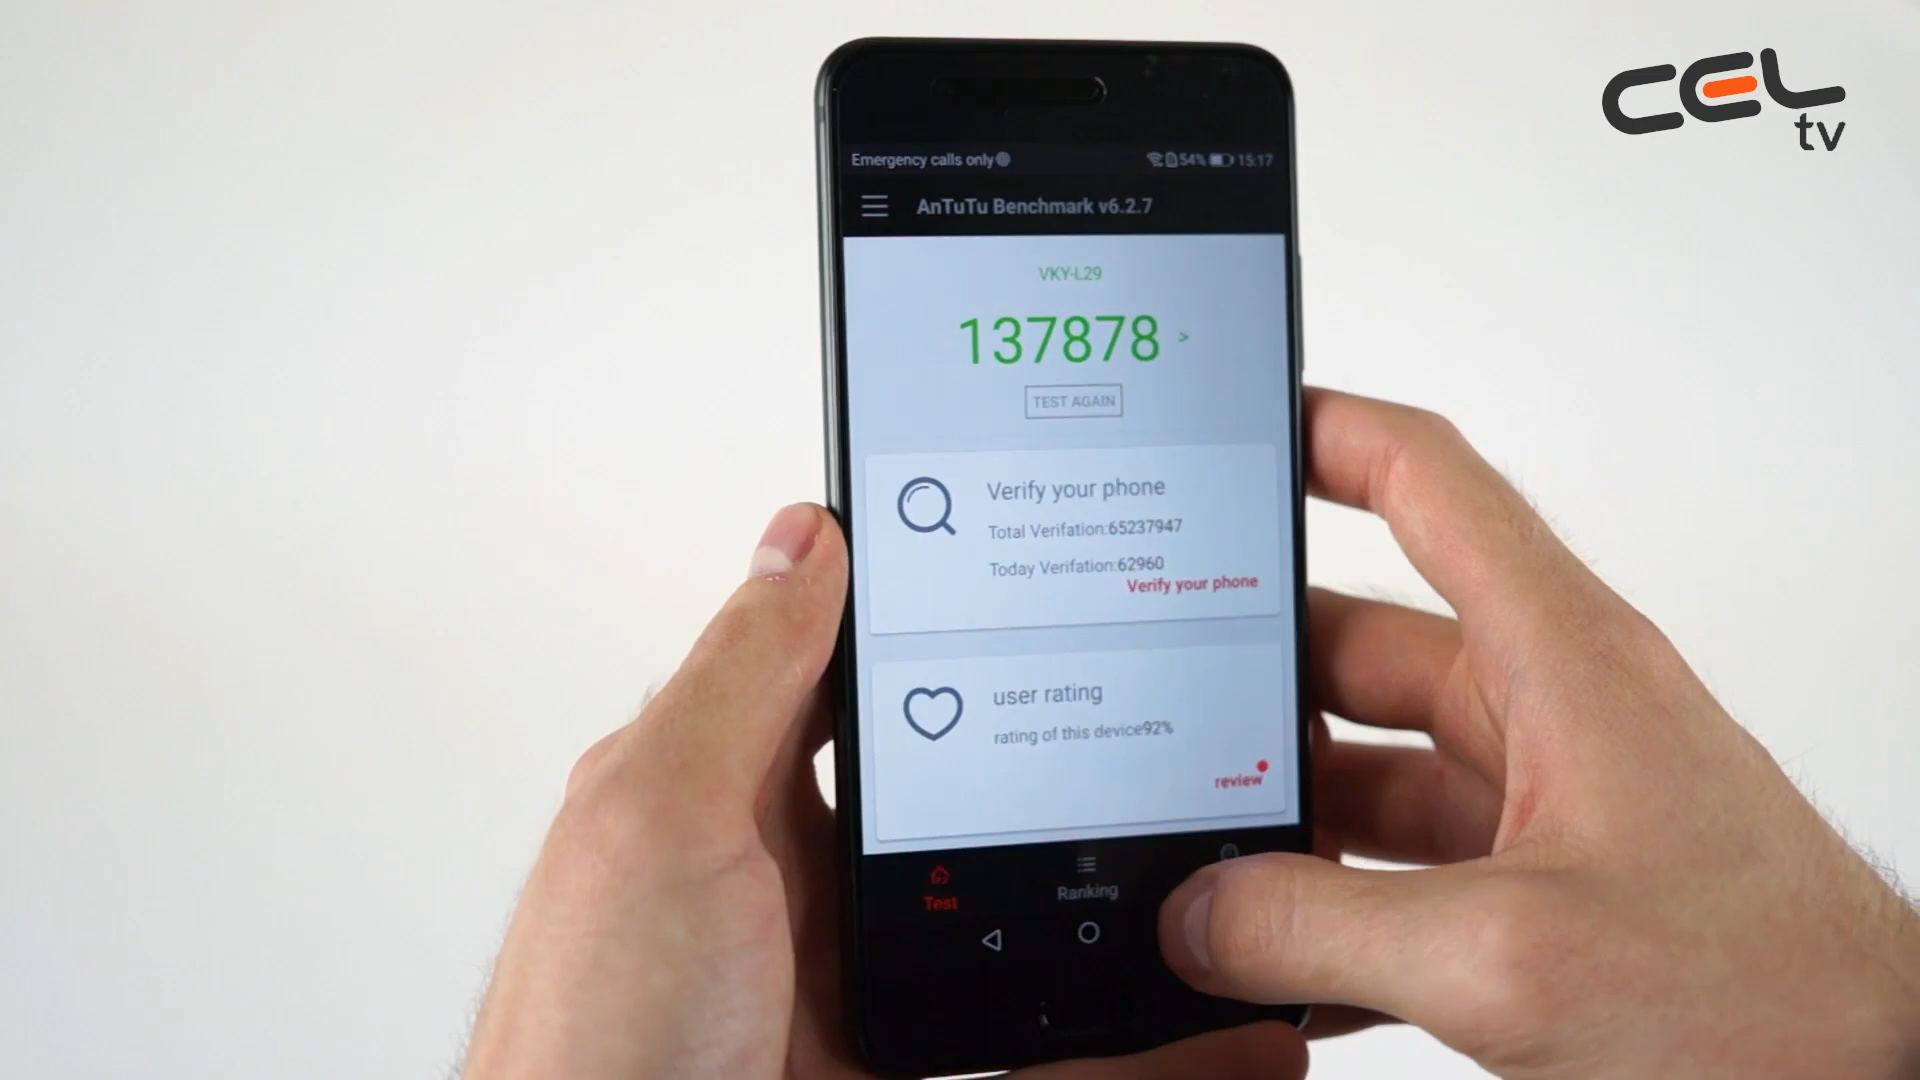 CEL
tv
Emergency calls only 54% 15:17
AnTuTu Benchmark v6.2.7
VKY-L29
137878 >
TEST AGAIN
Verify your phone
Total Verifation:65237947
Today Verifation:62960
Verify your phone
user rating
rating of this device92%
review
Test
Ranking